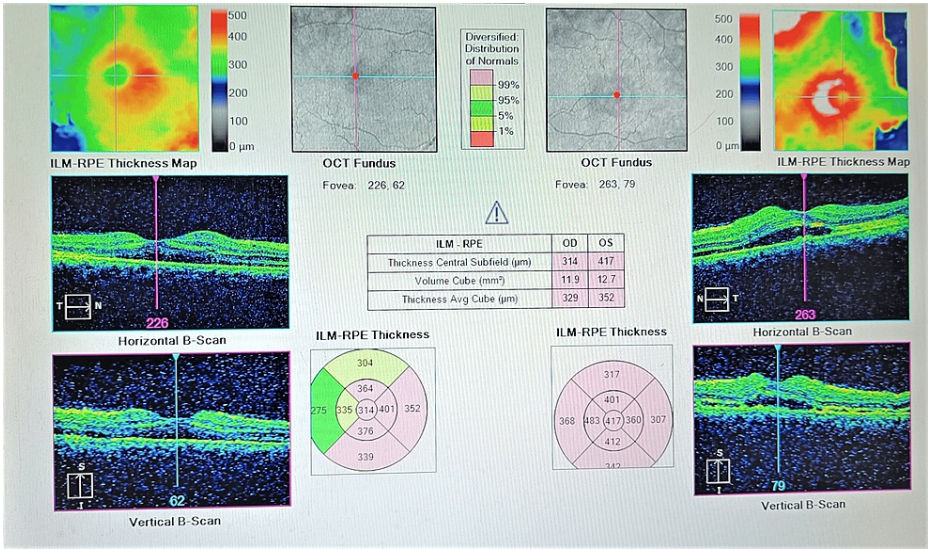 500
400
300
200
100
0 µm
ILM-RPE Thickness Map
OCT Fundus
Fovea: 226, 62
Diversified:
Distribution
of Normals
99%
95%
5%
1%
OCT Fundus
Fovea: 263, 79
500
400
300
200
100
0 µm
ILM-RPE Thickness Map
T N
226
Horizontal B-Scan
ILM - RPE OD OS
Thickness Central Subfield (µm) 314 417
Volume Cube (mm³) 11.9 12.7
Thickness Avg Cube (µm) 329 352
N T
263
Horizontal B-Scan
S
I
62
Vertical B-Scan
ILM-RPE Thickness
304
364
275 335 314 401 352
376
339
ILM-RPE Thickness
317
401
368 483 417 360 307
412
342
S
I
79
Vertical B-Scan